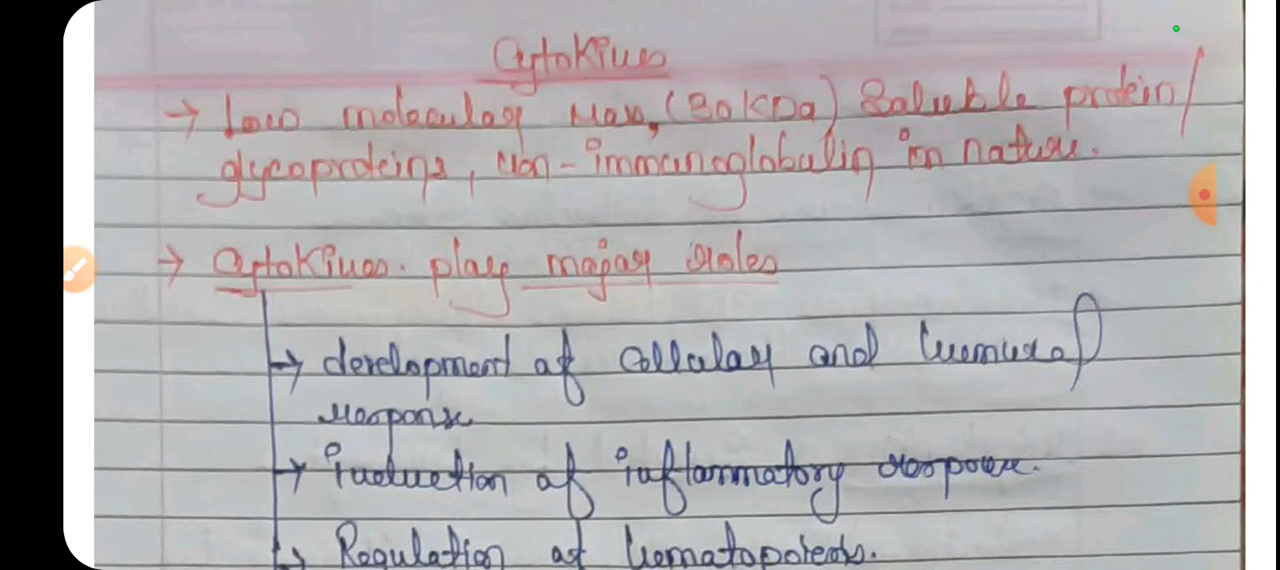 Cytokines
→ Low molecular mass, (30KDa) Soluble protein/
glycoproteins, Non-immunoglobulin in nature.
→ Cytokines. play major roles
→ development of cellular and humural
response
→ induction of inflammatory response.
→ Regulation of hematopoiesis.